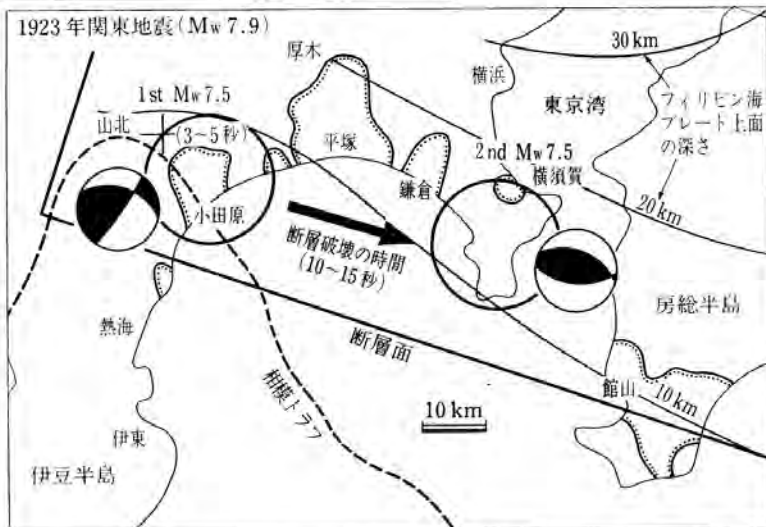 1923年関東地震(Mw 7.9)
30 km
厚木
横浜
1st Mw 7.5
東京湾
フィリピン海
プレート上面
の深さ
山北
(3〜5秒)
平塚
2nd Mw 7.5
鎌倉
横須賀
20 km
小田原
断層破壊の時間
(10〜15秒)
房総半島
熱海
断層面
館山
10 km
相模トラフ
10 km
伊東
伊豆半島